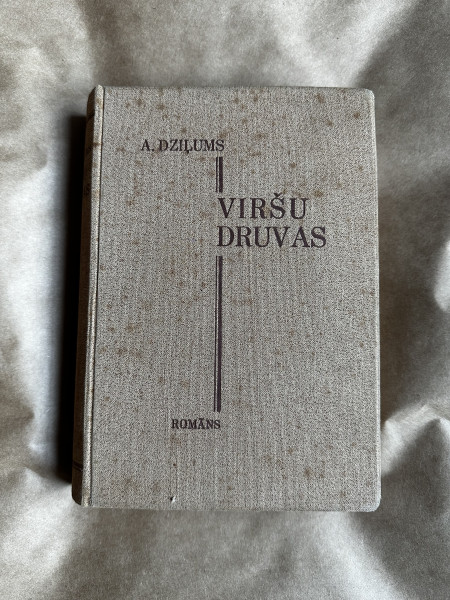 A. DZIĻUMS
VIRŠU
DRUVAS
ROMĀNS